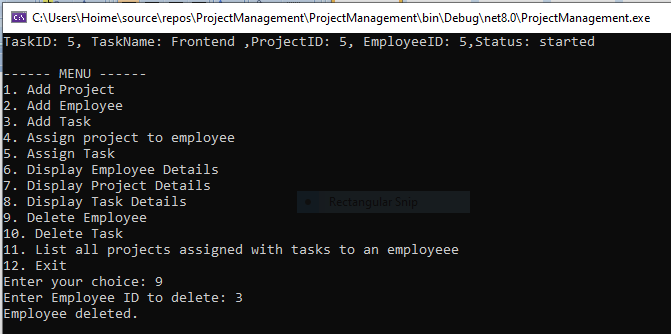 C:\Users\Hoime\source\repos\ProjectManagement\ProjectManagement\bin\Debug\net8.0\ProjectManagement.exe
TaskID: 5, TaskName: Frontend ,ProjectID: 5, EmployeeID: 5,Status: started
------ MENU ------
1. Add Project
2. Add Employee
3. Add Task
4. Assign project to employee
5. Assign Task
6. Display Employee Details
7. Display Project Details
8. Display Task Details
Rectangular Snip
9. Delete Employee
10. Delete Task
11. List all projects assigned with tasks to an employeee
12. Exit
Enter your choice: 9
Enter Employee ID to delete: 3
Employee deleted.